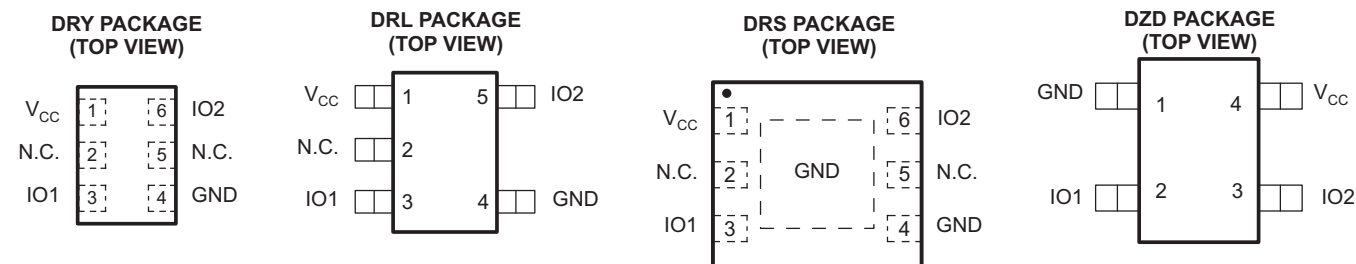 DRY PACKAGE
(TOP VIEW)
VCC 1 6 IO2
N.C. 2 5 N.C.
IO1 3 4 GND
DRL PACKAGE
(TOP VIEW)
VCC 1 5 IO2
N.C. 2
IO1 3 4 GND
DRS PACKAGE
(TOP VIEW)
VCC 1 6 IO2
N.C. 2 GND 5 N.C.
IO1 3 4 GND
DZD PACKAGE
(TOP VIEW)
GND 1 4 VCC
IO1 2 3 IO2